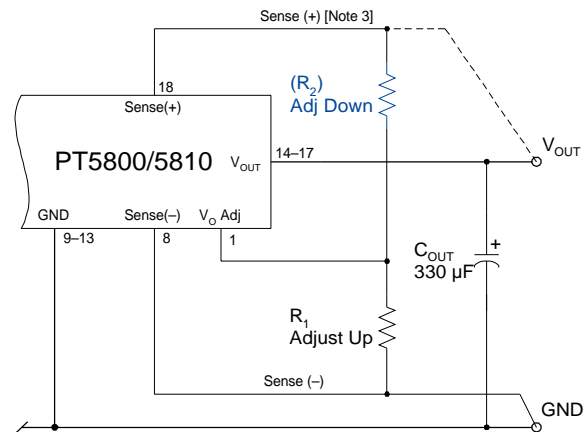 Sense (+) [Note 3]
18
Sense(+)
(R2)
Adj Down
PT5800/5810
VOUT
14–17
VOUT
GND
Sense(–)
VO Adj
9–13
8
1
COUT
330 µF
+
R1
Adjust Up
Sense (–)
GND